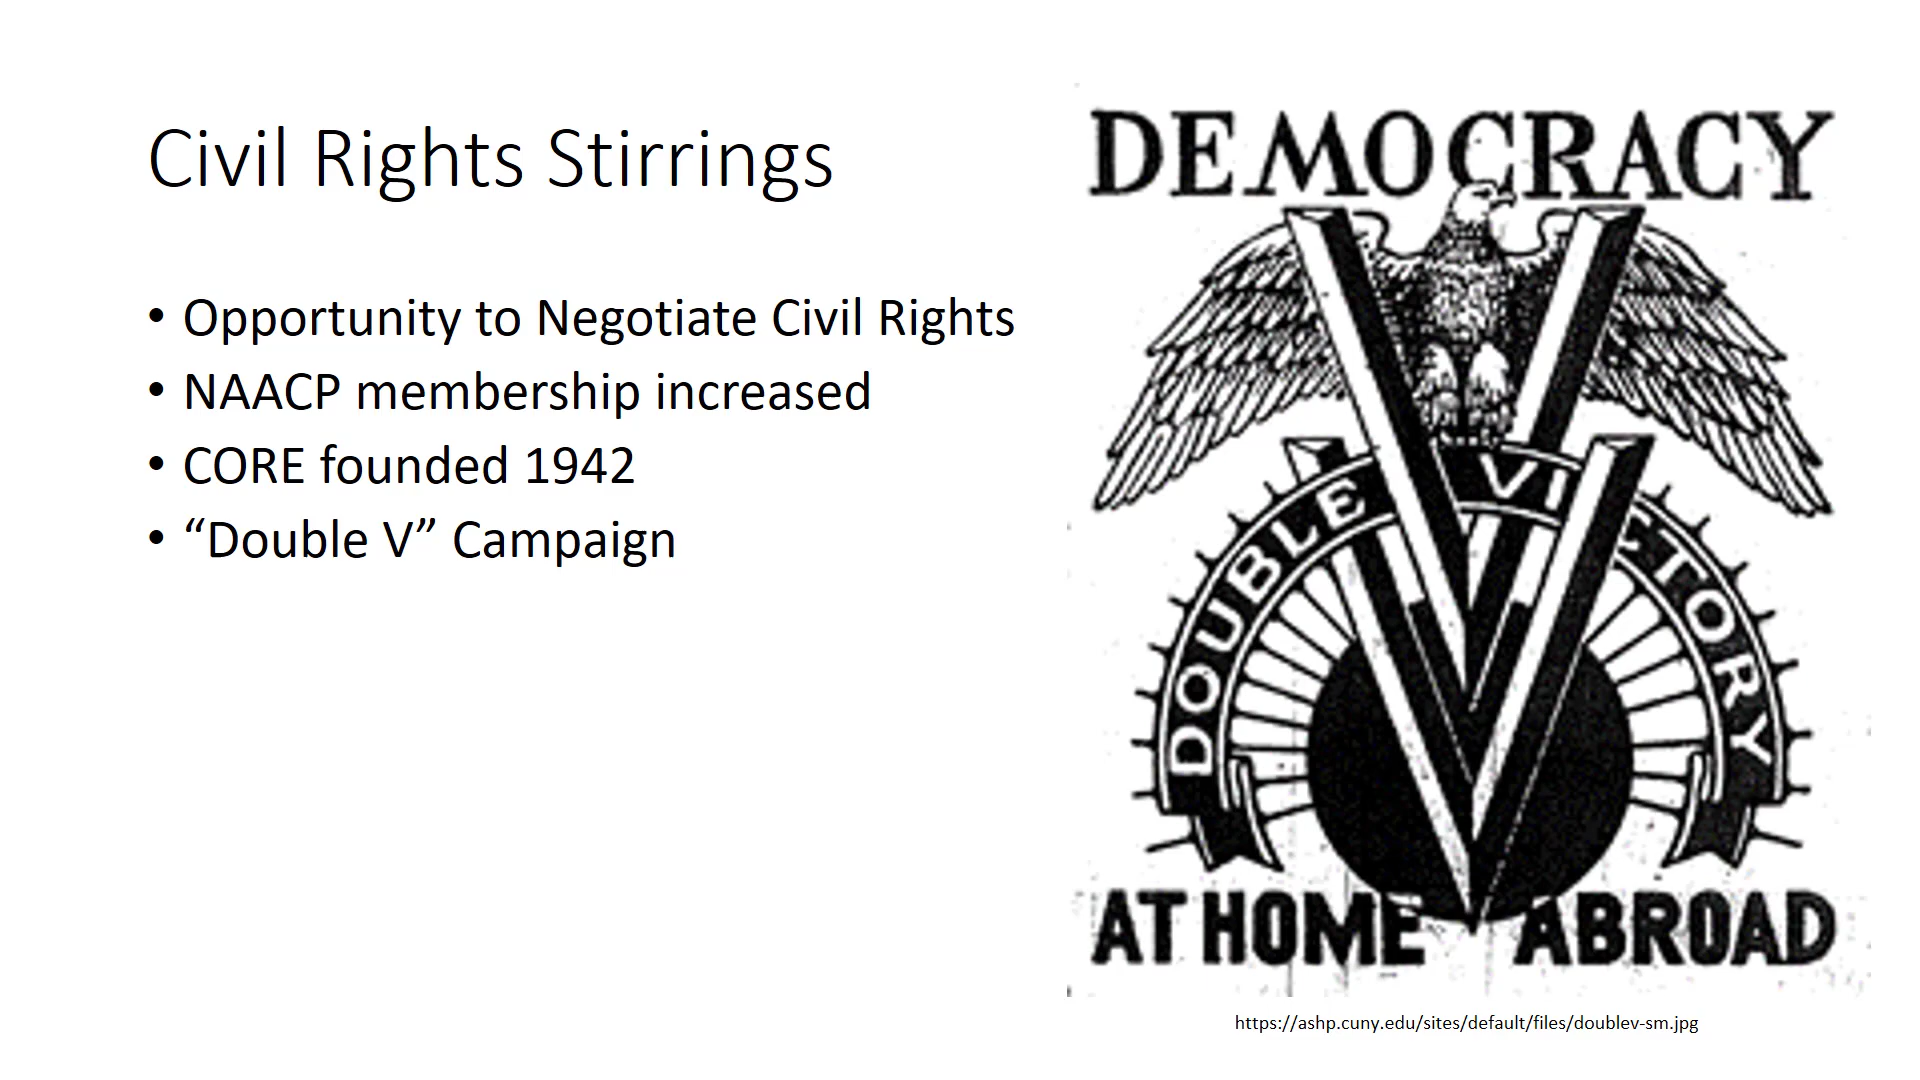 Civil Rights Stirrings
• Opportunity to Negotiate Civil Rights
• NAACP membership increased
• CORE founded 1942
• “Double V” Campaign
DEMOCRACY
DOUBLE VICTORY
AT HOME ABROAD
https://ashp.cuny.edu/sites/default/files/doublev-sm.jpg